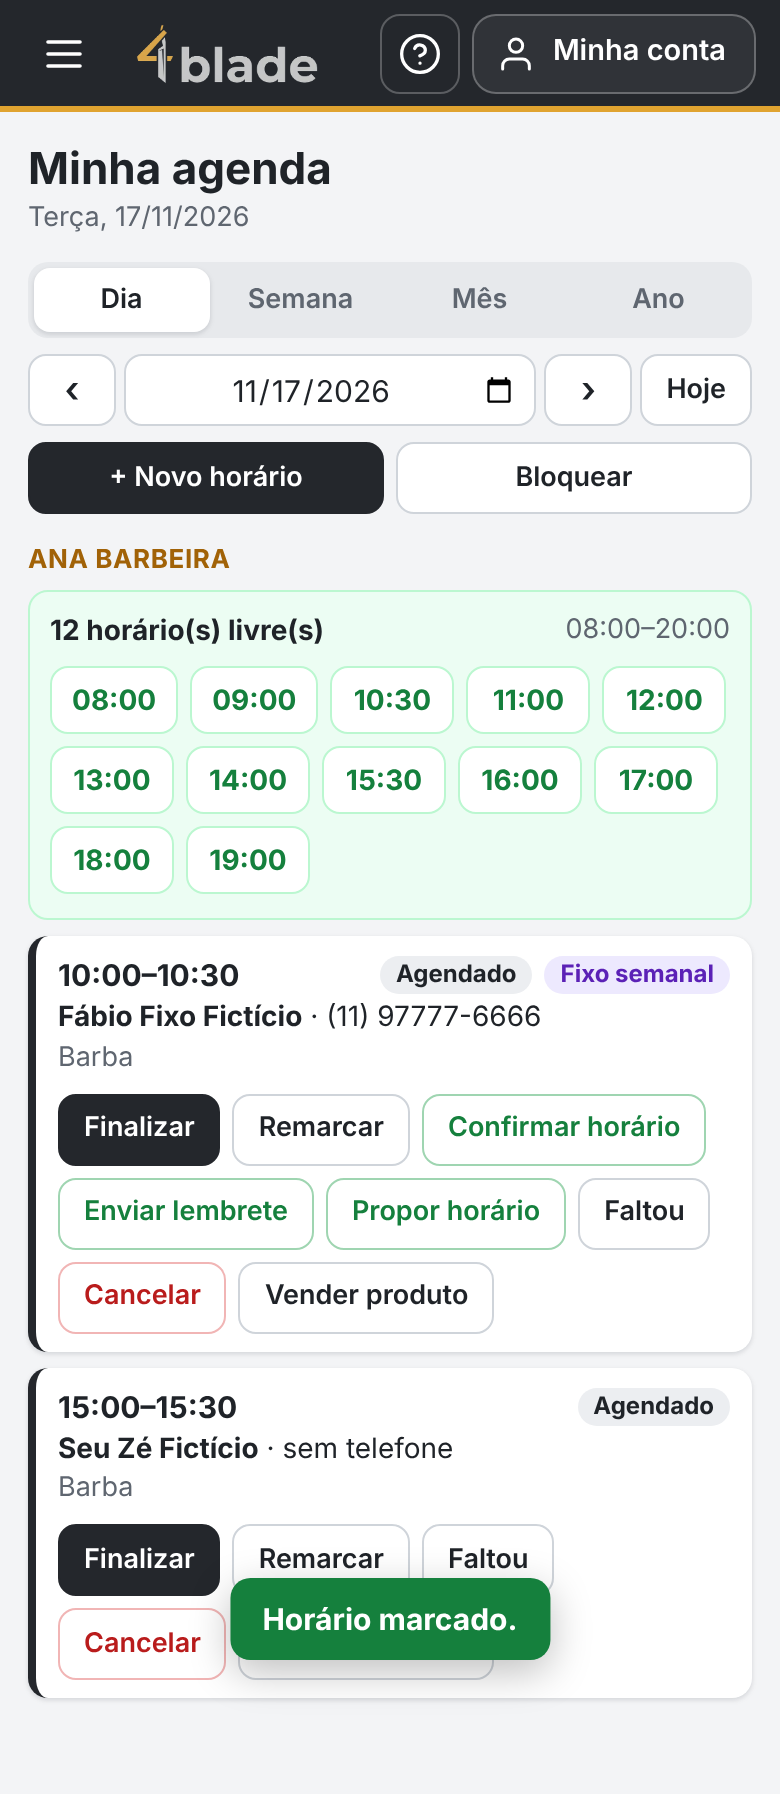 4blade
Minha conta
Minha agenda
Terça, 17/11/2026
Dia Semana Mês Ano
‹ 11/17/2026 › Hoje
+ Novo horário Bloquear
ANA BARBEIRA
12 horário(s) livre(s) 08:00–20:00
08:00 09:00 10:30 11:00 12:00
13:00 14:00 15:30 16:00 17:00
18:00 19:00
10:00–10:30 Agendado Fixo semanal
Fábio Fixo Fictício · (11) 97777-6666
Barba
Finalizar Remarcar Confirmar horário
Enviar lembrete Propor horário Faltou
Cancelar Vender produto
15:00–15:30 Agendado
Seu Zé Fictício · sem telefone
Barba
Finalizar Remarcar Faltou
Cancelar
Horário marcado.